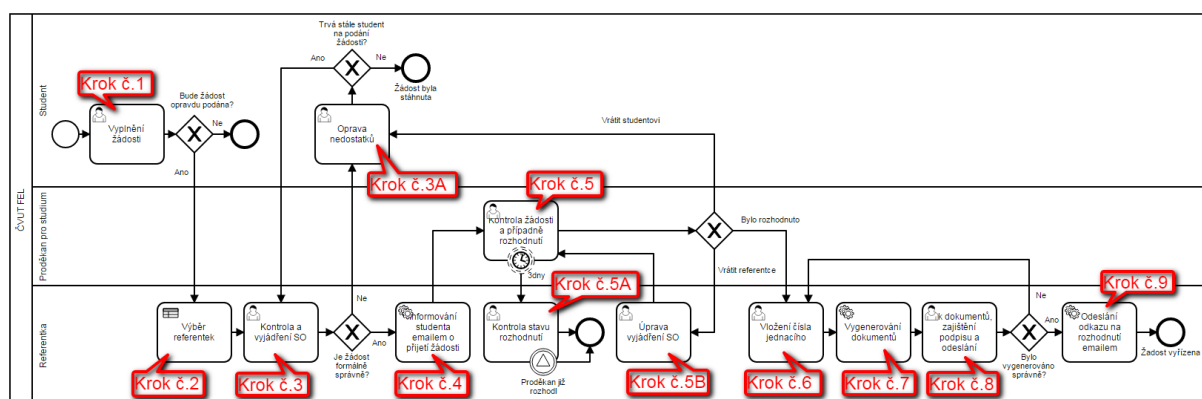 ČVUT FEL
Student
Proděkan pro studium
Referentka
Krok č.1
Vyplnění
žádosti
Bude žádost
opravdu podána?
Ne
Ano
Trvá stále student
na podání
žádosti?
Ano
Ne
Žádost byla
stáhnuta
Oprava
nedostatků
Krok č.3A
Vrátit studentovi
Krok č.5
Kontrola žádosti
a případně
rozhodnutí
3dny
Bylo rozhodnuto
Vrátit referentce
Výběr
referentek
Krok č.2
Kontrola a
vyjádření SO
Krok č.3
Ne
Ano
Je žádost
formálně
správně?
nformování
studenta
emailem o
přijetí žádosti
Krok č.4
Krok č.5A
Kontrola stavu
rozhodnutí
Proděkan již
rozhodl
Úprava
vyjádření SO
Krok č.5B
Vložení čísla
jednacího
Krok č.6
Vygenerování
dokumentů
Krok č.7
k dokumentů,
zajištění
podpisu a
odeslání
Krok č.8
Ne
Ano
Bylo
vygenerováno
správně?
Krok č.9
Odeslání
odkazu na
rozhodnutí
emailem
Žadost vyřízena